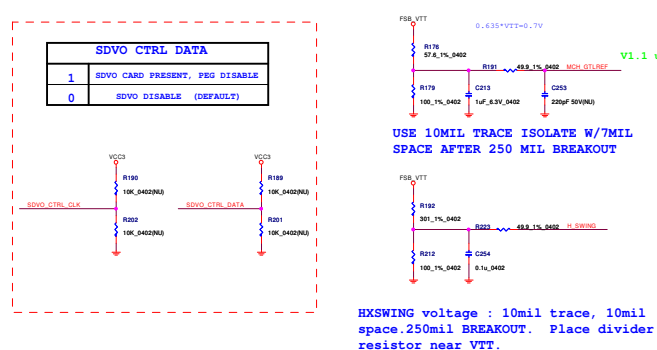 SDVO CTRL DATA
1 SDVO CARD PRESENT, PEG DISABLE
0 SDVO DISABLE (DEFAULT)
VCC3
R190
10K_0402(NU)
SDVO_CTRL_CLK
R202
10K_0402(NU)
VCC3
R189
10K_0402(NU)
SDVO_CTRL_DATA
R201
10K_0402(NU)
FSB_VTT
0.635*VTT=0.7V
R176
57.6_1%_0402
R191
49.9_1%_0402
MCH_GTLREF
V1.1
R179
100_1%_0402
C213
1uF_6.3V_0402
C253
220pF 50V(NU)
USE 10MIL TRACE ISOLATE W/7MIL
SPACE AFTER 250 MIL BREAKOUT
FSB_VTT
R192
301_1%_0402
R223
49.9_1%_0402
H_SWING
R212
100_1%_0402
C254
0.1u_0402
HXSWING voltage : 10mil trace, 10mil
space.250mil BREAKOUT. Place divider
resistor near VTT.